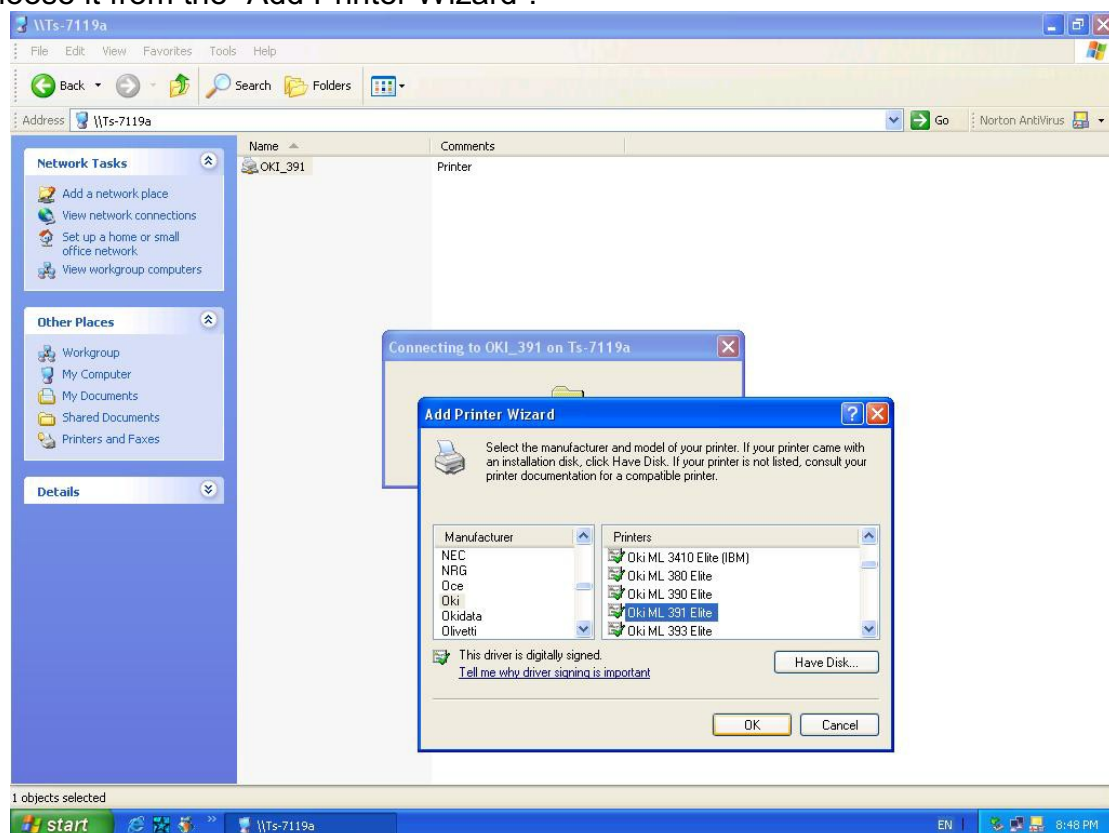 oose it from the "Add Printer Wizard".
\\Ts-7119a
File Edit View Favorites Tools Help
Back Search Folders
Address \\Ts-7119a Go Norton AntiVirus
Name Comments
OKI_391 Printer
Network Tasks
Add a network place
View network connections
Set up a home or small
office network
View workgroup computers
Other Places
Workgroup
My Computer
My Documents
Shared Documents
Printers and Faxes
Details
Connecting to OKI_391 on Ts-7119a
Add Printer Wizard
Select the manufacturer and model of your printer. If your printer came with
an installation disk, click Have Disk. If your printer is not listed, consult your
printer documentation for a compatible printer.
Manufacturer
NEC
NRG
Oce
Oki
Okidata
Olivetti
Printers
Oki ML 3410 Elite (IBM)
Oki ML 380 Elite
Oki ML 390 Elite
Oki ML 391 Elite
Oki ML 393 Elite
This driver is digitally signed.
Tell me why driver signing is important
Have Disk...
OK Cancel
1 objects selected
start \\Ts-7119a EN 8:48 PM